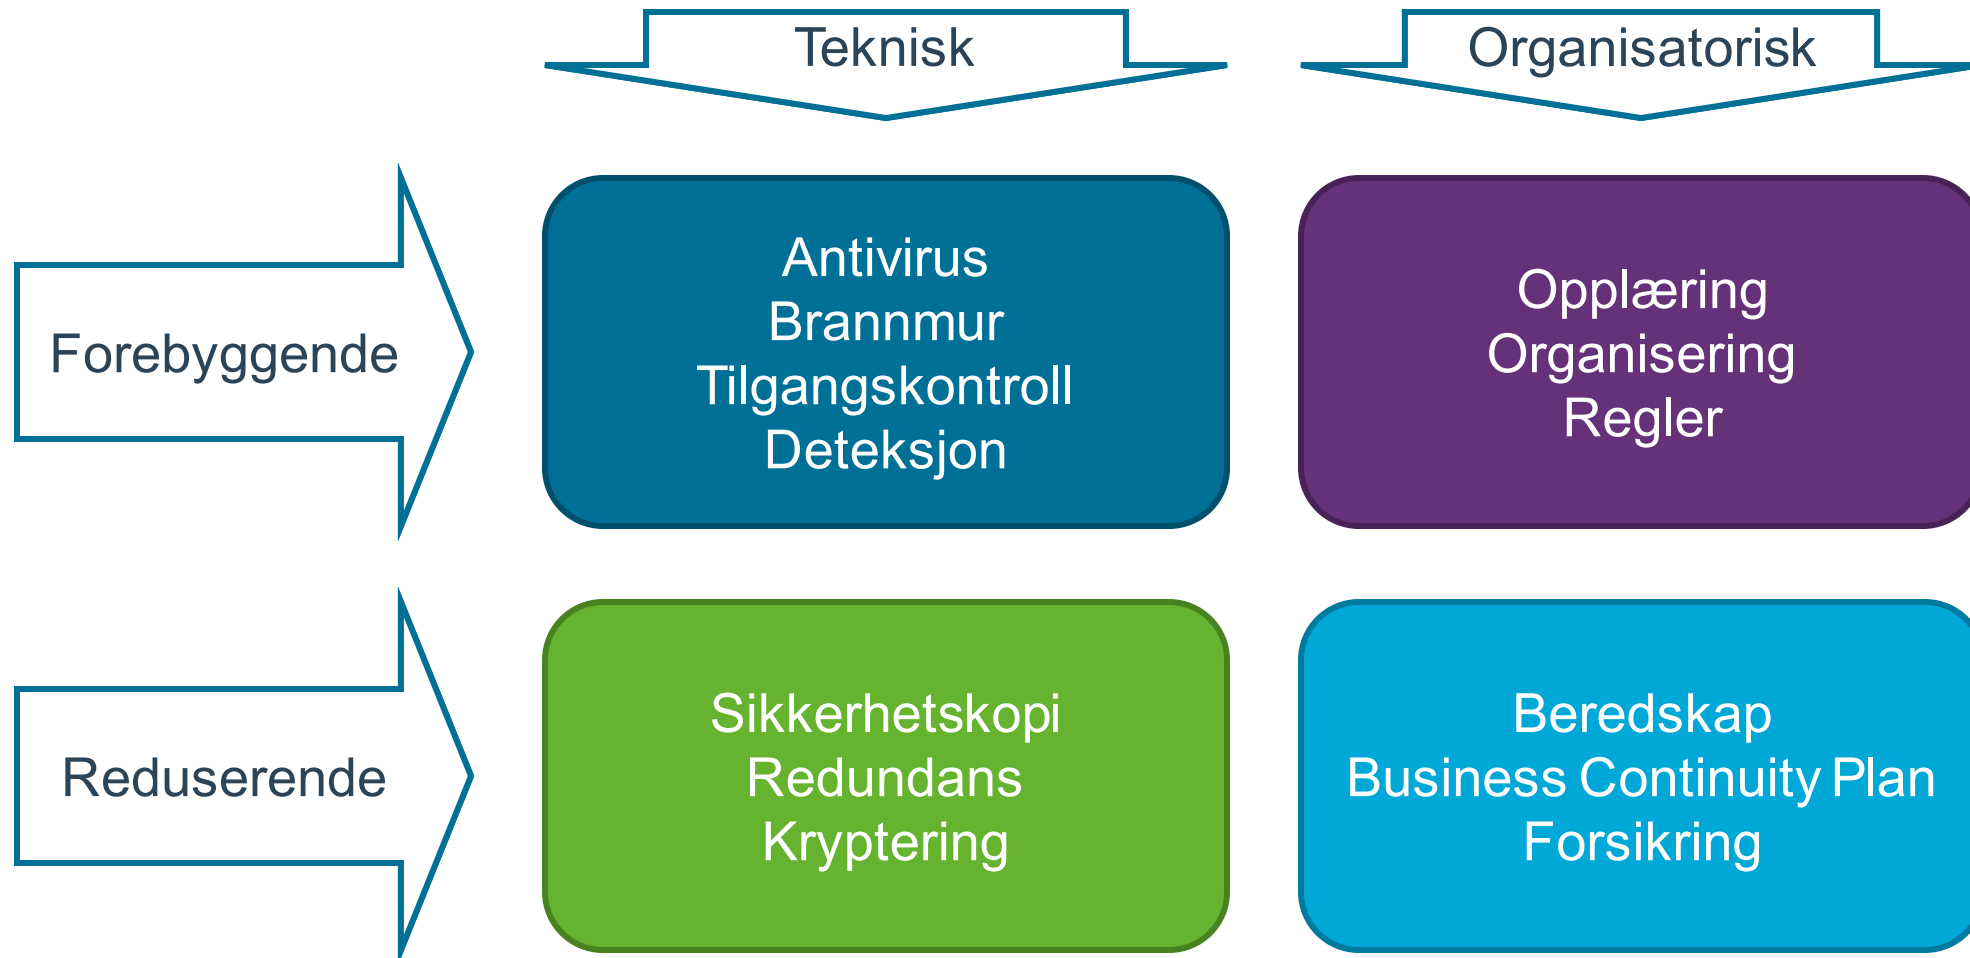 Teknisk
Organisatorisk
Forebyggende
Antivirus
Brannmur
Tilgangskontroll
Deteksjon
Opplæring
Organisering
Regler
Reduserende
Sikkerhetskopi
Redundans
Kryptering
Beredskap
Business Continuity Plan
Forsikring